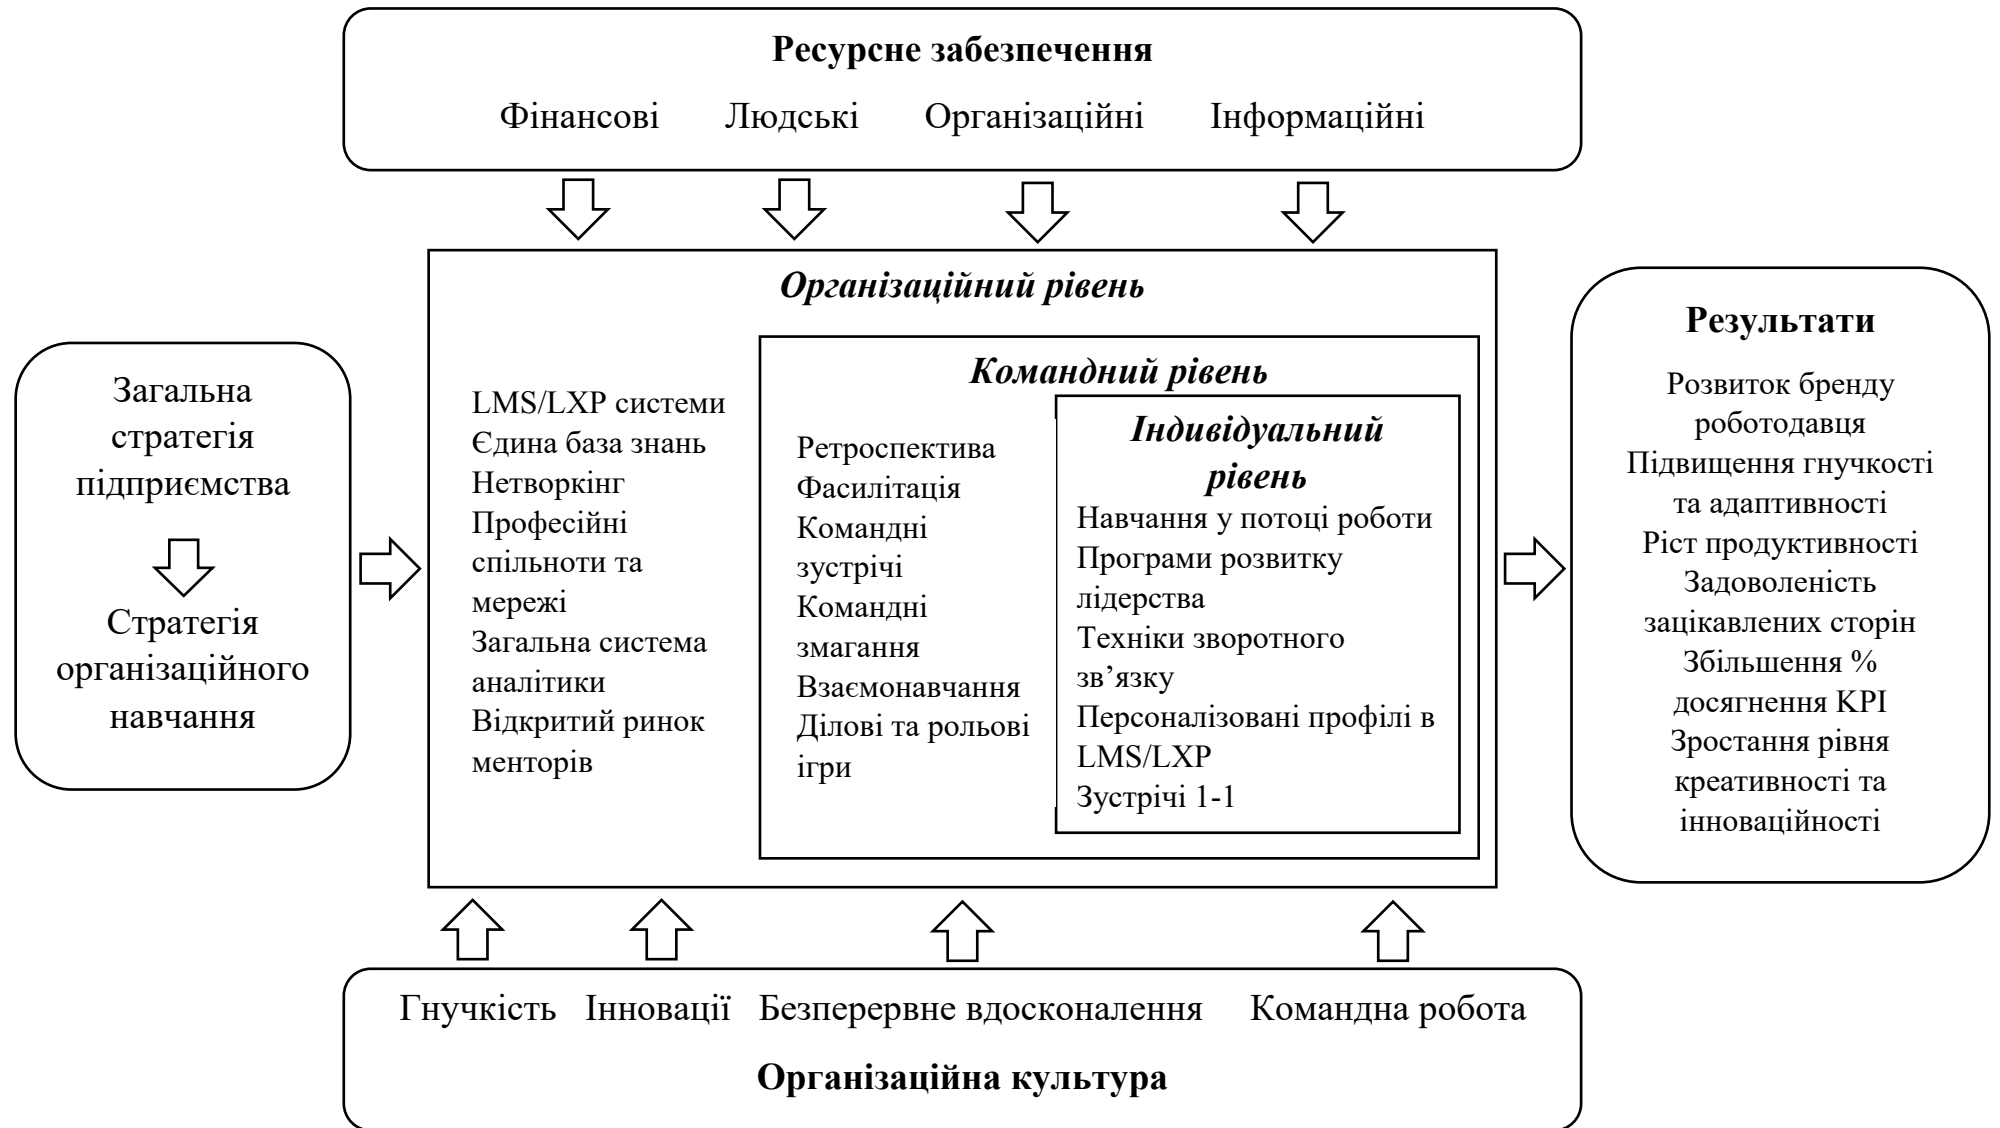 Ресурсне забезпечення
Фінансові Людські Організаційні Інформаційні
Загальна
стратегія
підприємства
Стратегія
організаційного
навчання
Організаційний рівень
LMS/LXP системи
Єдина база знань
Нетворкінг
Професійні
спільноти та
мережі
Загальна система
аналітики
Відкритий ринок
менторів
Командний рівень
Ретроспектива
Фасилітація
Командні
зустрічі
Командні
змагання
Взаємонавчання
Ділові та рольові
ігри
Індивідуальний
рівень
Навчання у потоці роботи
Програми розвитку
лідерства
Техніки зворотного
зв’язку
Персоналізовані профілі в
LMS/LXP
Зустрічі 1-1
Результати
Розвиток бренду
роботодавця
Підвищення гнучкості
та адаптивності
Ріст продуктивності
Задоволеність
зацікавлених сторін
Збільшення %
досягнення KPI
Зростання рівня
креативності та
інноваційності
Гнучкість Інновації Безперервне вдосконалення Командна робота
Організаційна культура